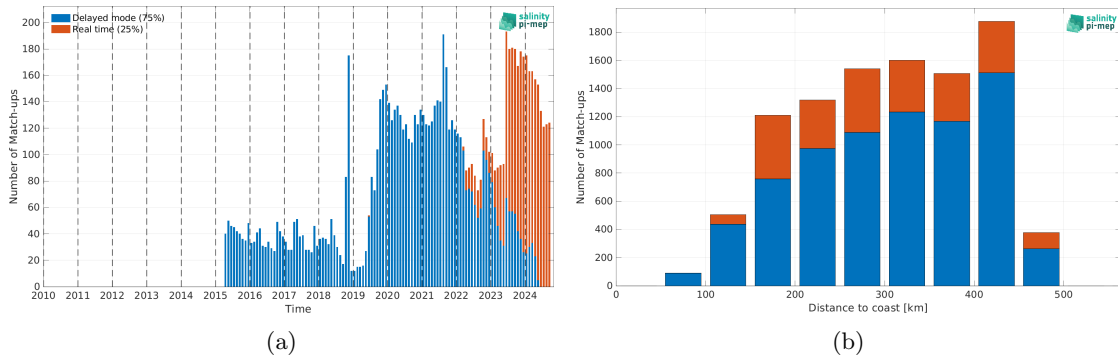 Delayed mode (75%)
Real time (25%)
salinity
pi-mep
Number of Match-ups
200
180
160
140
120
100
80
60
40
20
0
2010 2011 2012 2013 2014 2015 2016 2017 2018 2019 2020 2021 2022 2023 2024
Time
(a)
salinity
pi-mep
Number of Match-ups
1800
1600
1400
1200
1000
800
600
400
200
0
0 100 200 300 400 500
Distance to coast [km]
(b)